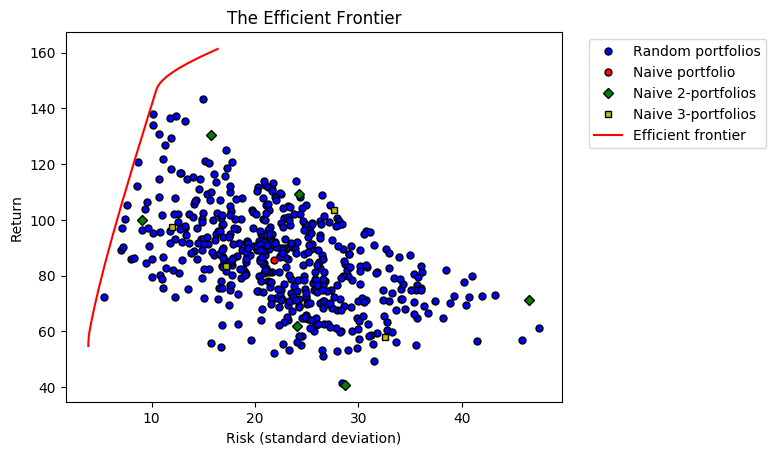 The Efficient Frontier
Return
160
140
120
100
80
60
40
10
20
30
40
Risk (standard deviation)
Random portfolios
Naive portfolio
Naive 2-portfolios
Naive 3-portfolios
Efficient frontier